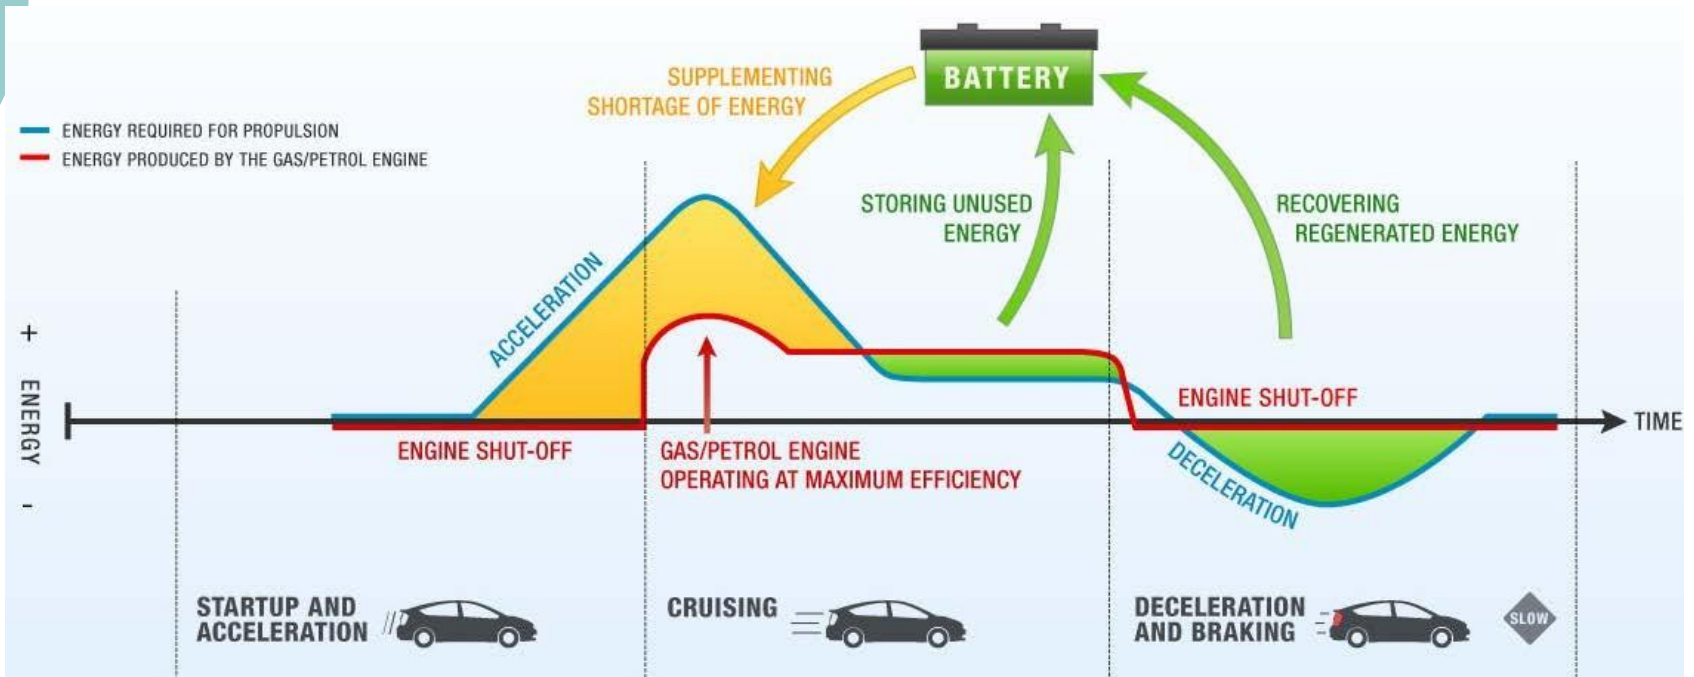 BATTERY
SUPPLEMENTING
SHORTAGE OF ENERGY
ENERGY REQUIRED FOR PROPULSION
ENERGY PRODUCED BY THE GAS/PETROL ENGINE
STORING UNUSED
ENERGY
RECOVERING
REGENERATED ENERGY
ACCELERATION
+
ENERGY
-
ENGINE SHUT-OFF
GAS/PETROL ENGINE
OPERATING AT MAXIMUM EFFICIENCY
ENGINE SHUT-OFF
TIME
DECELERATION
STARTUP AND
ACCELERATION
CRUISING
DECELERATION
AND BRAKING
SLOW